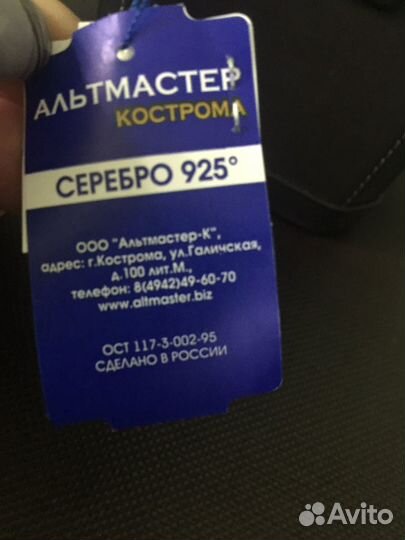 АЛЬТМАСТЕР
КОСТРОМА
СЕРЕБРО 925°
ООО "Альтмастер-К",
адрес: г.Кострома, ул.Галичская,
д.100 лит.М.,
телефон: 8(4942)49-60-70
www.altmaster.biz
ОСТ 117-3-002-95
СДЕЛАНО В РОССИИ
Avito